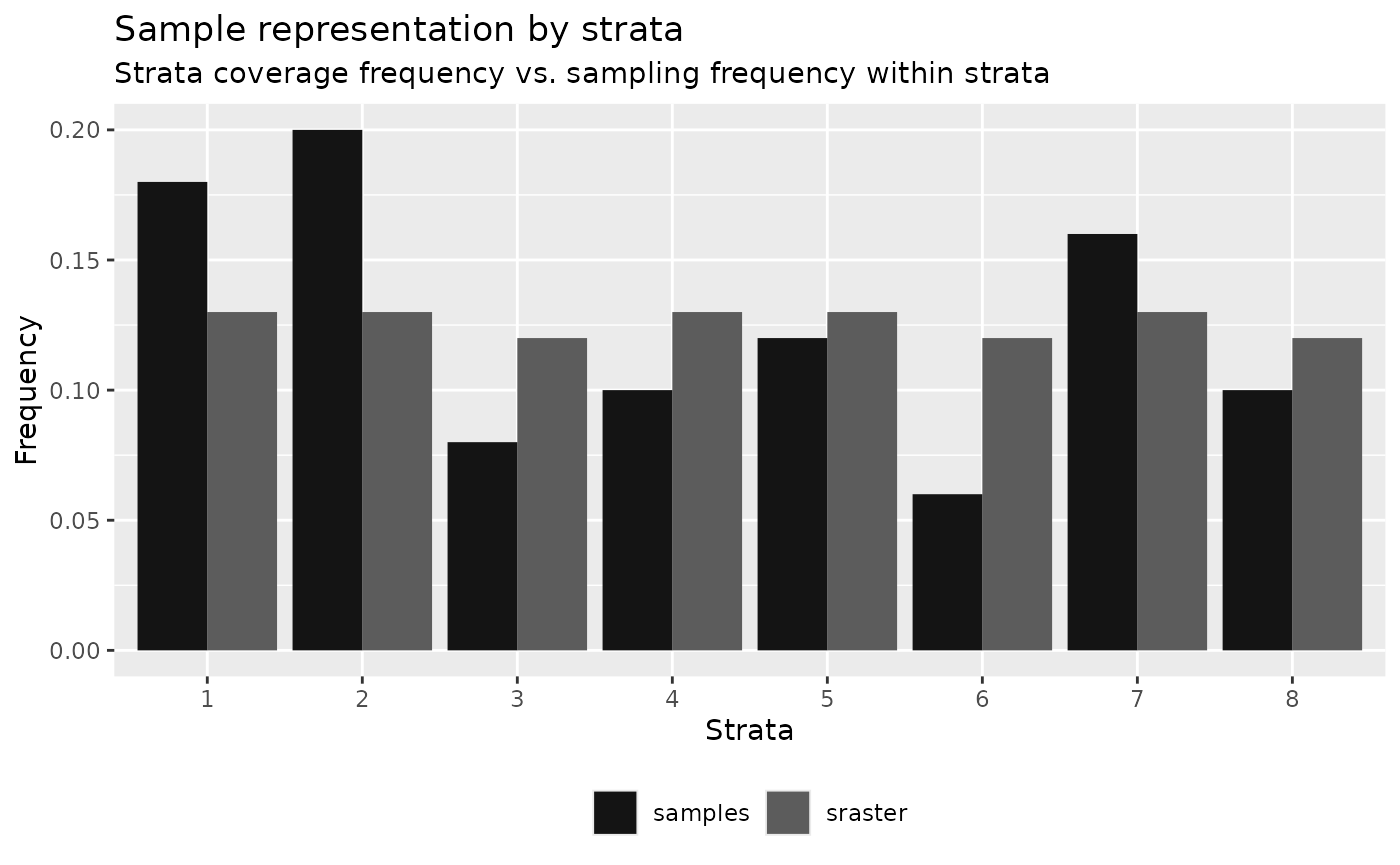 Sample representation by strata
Strata coverage frequency vs. sampling frequency within strata
Frequency
0.20
0.15
0.10
0.05
0.00
1 2 3 4 5 6 7 8
Strata
samples sraster